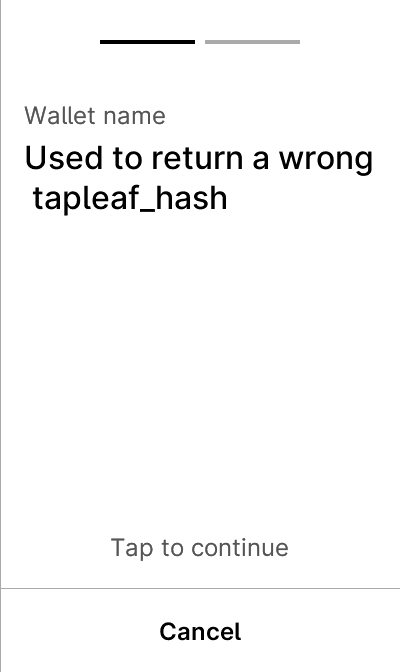 Wallet name
Used to return a wrong
tapleaf_hash
Tap to continue
Cancel